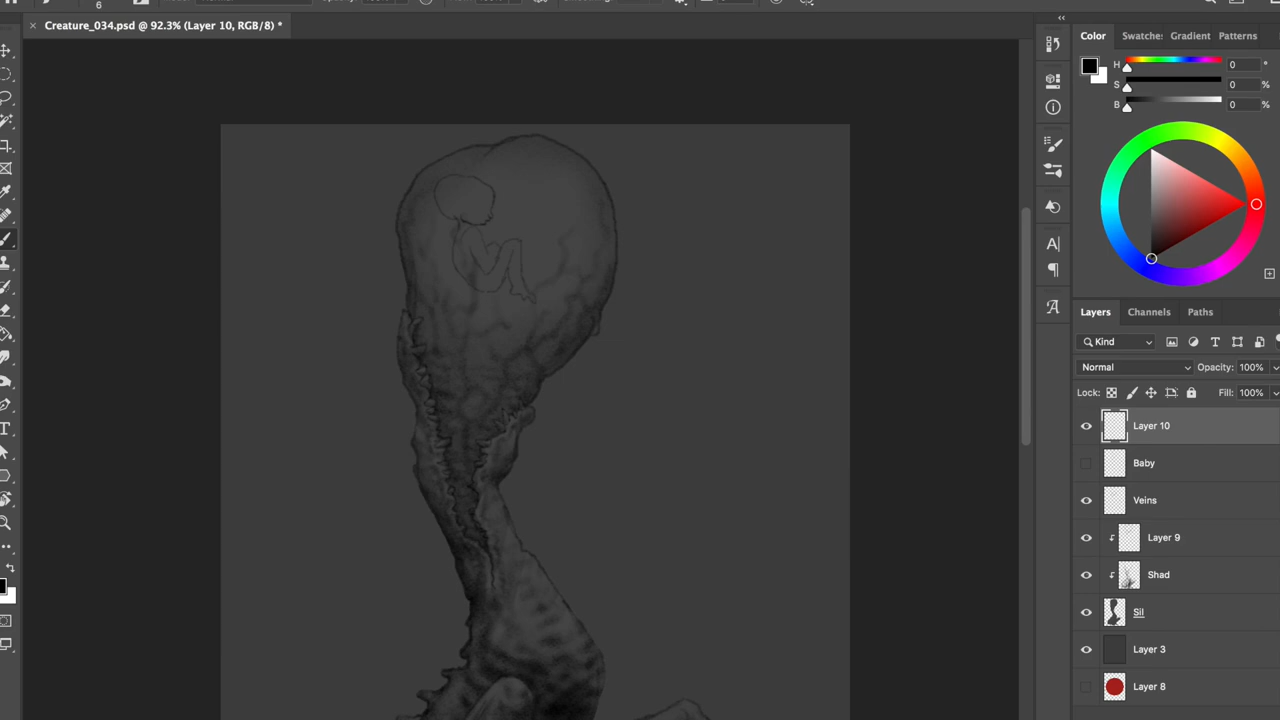 Creature_034.psd @ 92.3% (Layer 10, RGB/8) *
6
Color Swatche: Gradient Patterns
H 0 °
S 0 %
B 0 %
A|
A
Layers Channels Paths
Kind
Normal Opacity: 100%
Lock: Fill: 100%
Layer 10
Baby
Veins
Layer 9
Shad
Sil
Layer 3
Layer 8